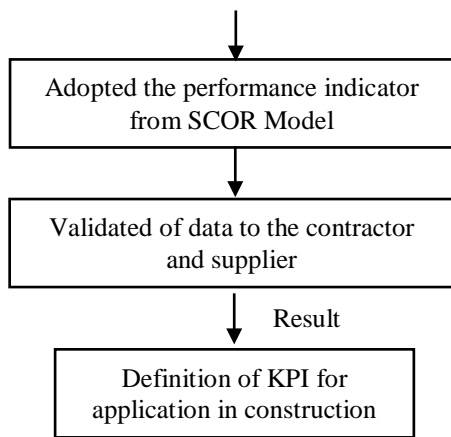 Adopted the performance indicator
from SCOR Model
Validated of data to the contractor
and supplier
Result
Definition of KPI for
application in construction